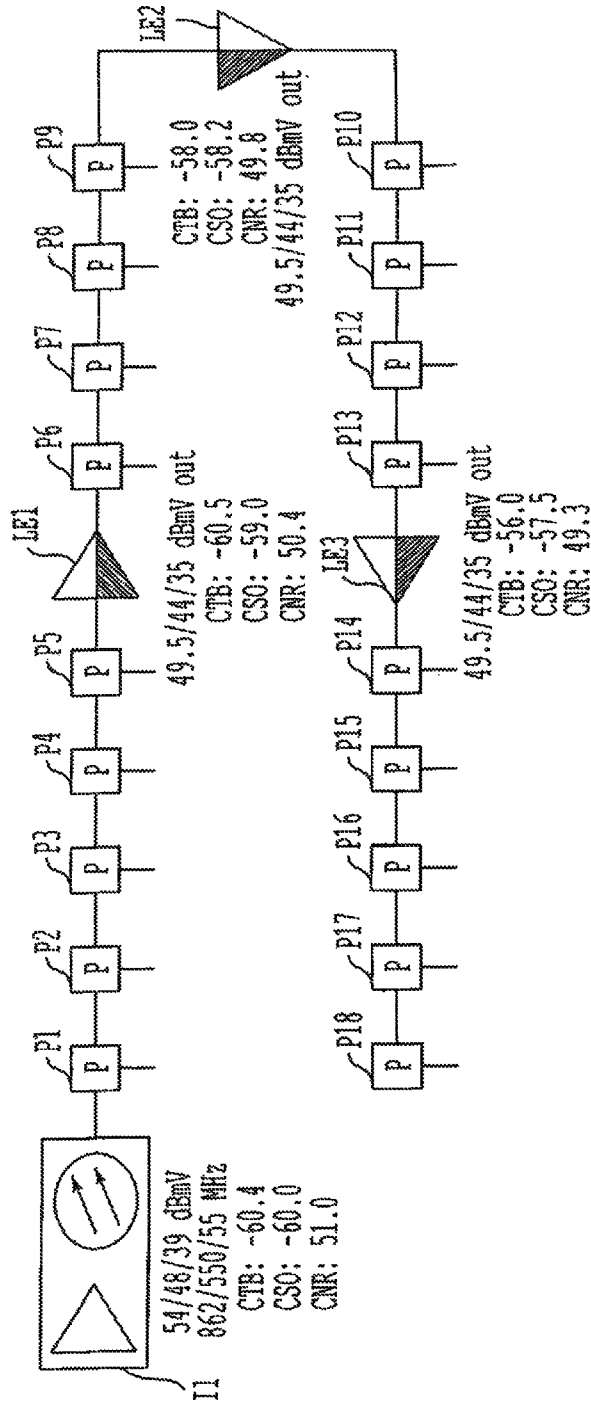 I1
54/48/39 dBmV
862/550/55 MHz
CTB: -60.4
CSO: -60.0
CNR: 51.0
P1
P
P2
P
P3
P
P4
P
P5
P
LE1
49.5/44/35 dBmV out
CTB: -60.5
CSO: -59.0
CNR: 50.4
P6
P
P7
P
P8
P
P9
P
LE2
CTB: -58.0
CSO: -58.2
CNR: 49.8
49.5/44/35 dBmV out
P18
P
P17
P
P16
P
P15
P
P14
P
LE3
49.5/44/35 dBmV out
CTB: -56.0
CSO: -57.5
CNR: 49.3
P13
P
P12
P
P11
P
P10
P